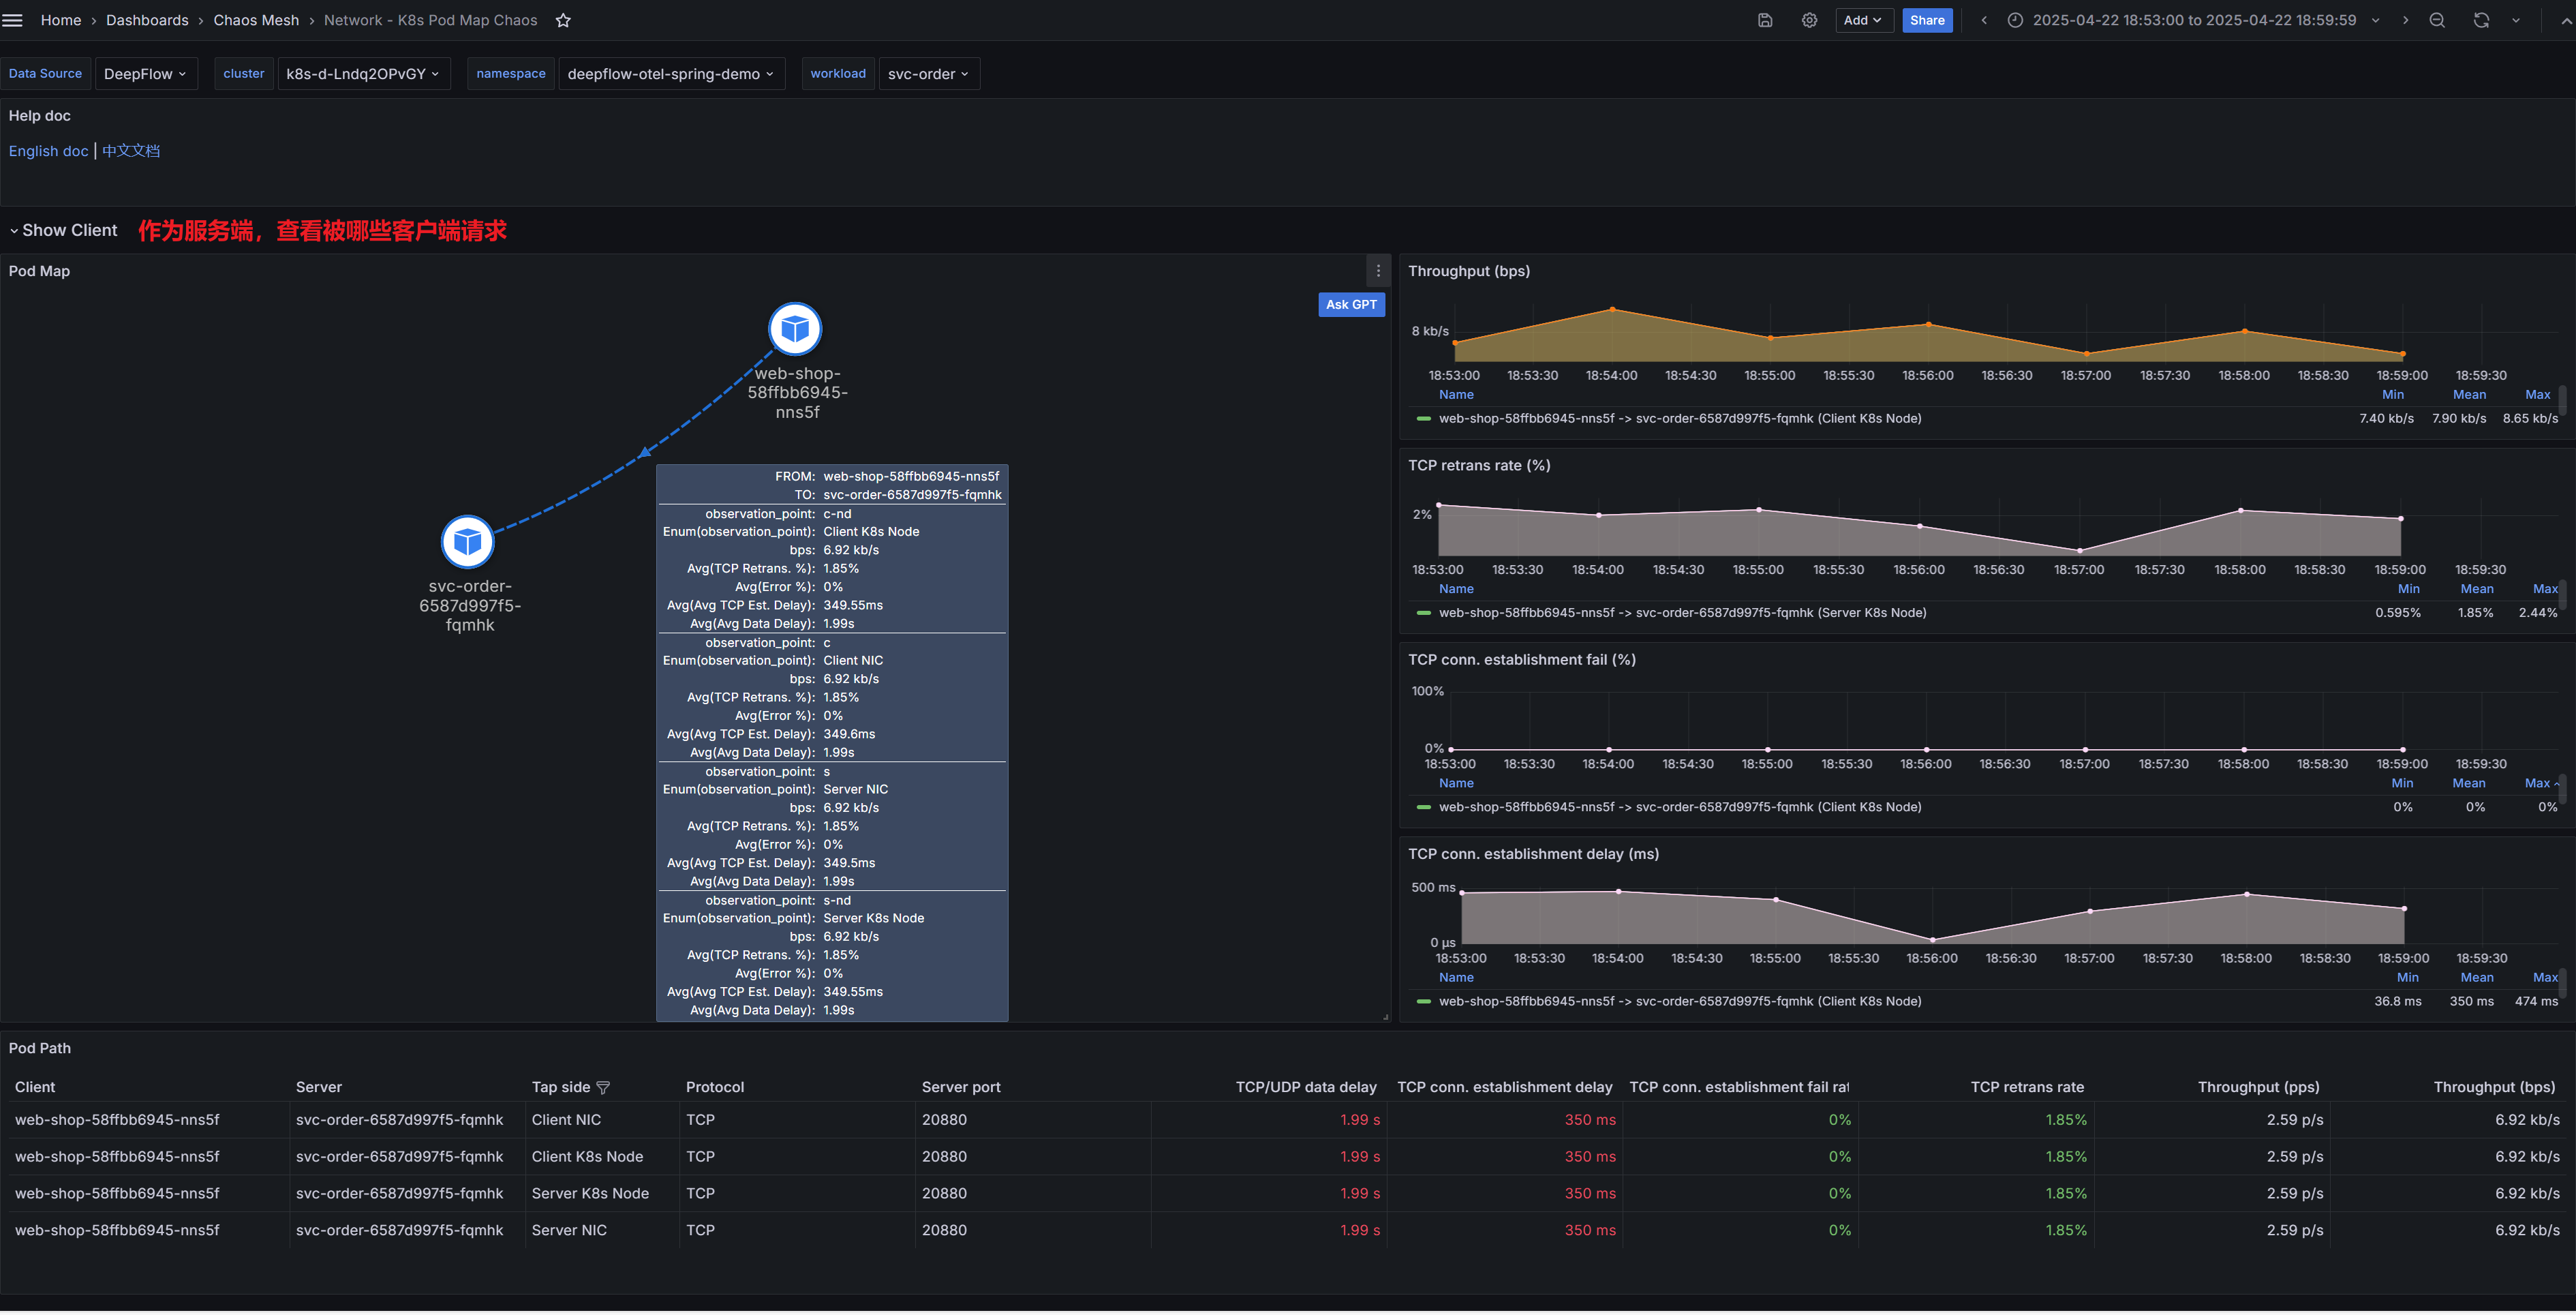 Home › Dashboards › Chaos Mesh › Network - K8s Pod Map Chaos
Add
Share
2025-04-22 18:53:00 to 2025-04-22 18:59:59
Data Source DeepFlow cluster k8s-d-Lndq2OPvGY namespace deepflow-otel-spring-demo workload svc-order
Help doc
English doc | 中文文档
Show Client 作为服务端，查看被哪些客户端请求
Pod Map
Ask GPT
web-shop-
58ffbb6945-
nns5f
svc-order-
6587d997f5-
fqmhk
FROM: web-shop-58ffbb6945-nns5f
TO: svc-order-6587d997f5-fqmhk
observation_point: c-nd
Enum(observation_point): Client K8s Node
bps: 6.92 kb/s
Avg(TCP Retrans. %): 1.85%
Avg(Error %): 0%
Avg(Avg TCP Est. Delay): 349.55ms
Avg(Avg Data Delay): 1.99s
observation_point: c
Enum(observation_point): Client NIC
bps: 6.92 kb/s
Avg(TCP Retrans. %): 1.85%
Avg(Error %): 0%
Avg(Avg TCP Est. Delay): 349.6ms
Avg(Avg Data Delay): 1.99s
observation_point: s
Enum(observation_point): Server NIC
bps: 6.92 kb/s
Avg(TCP Retrans. %): 1.85%
Avg(Error %): 0%
Avg(Avg TCP Est. Delay): 349.5ms
Avg(Avg Data Delay): 1.99s
observation_point: s-nd
Enum(observation_point): Server K8s Node
bps: 6.92 kb/s
Avg(TCP Retrans. %): 1.85%
Avg(Error %): 0%
Avg(Avg TCP Est. Delay): 349.55ms
Avg(Avg Data Delay): 1.99s
Throughput (bps)
8 kb/s
18:53:00 18:53:30 18:54:00 18:54:30 18:55:00 18:55:30 18:56:00 18:56:30 18:57:00 18:57:30 18:58:00 18:58:30 18:59:00 18:59:30
Name Min Mean Max
web-shop-58ffbb6945-nns5f -> svc-order-6587d997f5-fqmhk (Client K8s Node) 7.40 kb/s 7.90 kb/s 8.65 kb/s
TCP retrans rate (%)
2%
18:53:00 18:53:30 18:54:00 18:54:30 18:55:00 18:55:30 18:56:00 18:56:30 18:57:00 18:57:30 18:58:00 18:58:30 18:59:00 18:59:30
Name Min Mean Max
web-shop-58ffbb6945-nns5f -> svc-order-6587d997f5-fqmhk (Server K8s Node) 0.595% 1.85% 2.44%
TCP conn. establishment fail (%)
100%
0%
18:53:00 18:53:30 18:54:00 18:54:30 18:55:00 18:55:30 18:56:00 18:56:30 18:57:00 18:57:30 18:58:00 18:58:30 18:59:00 18:59:30
Name Min Mean Max
web-shop-58ffbb6945-nns5f -> svc-order-6587d997f5-fqmhk (Client K8s Node) 0% 0% 0%
TCP conn. establishment delay (ms)
500 ms
0 µs
18:53:00 18:53:30 18:54:00 18:54:30 18:55:00 18:55:30 18:56:00 18:56:30 18:57:00 18:57:30 18:58:00 18:58:30 18:59:00 18:59:30
Name Min Mean Max
web-shop-58ffbb6945-nns5f -> svc-order-6587d997f5-fqmhk (Client K8s Node) 36.8 ms 350 ms 474 ms
Pod Path
Client Server Tap side Protocol Server port TCP/UDP data delay TCP conn. establishment delay TCP conn. establishment fail rat TCP retrans rate Throughput (pps) Throughput (bps)
web-shop-58ffbb6945-nns5f svc-order-6587d997f5-fqmhk Client NIC TCP 20880 1.99 s 350 ms 0% 1.85% 2.59 p/s 6.92 kb/s
web-shop-58ffbb6945-nns5f svc-order-6587d997f5-fqmhk Client K8s Node TCP 20880 1.99 s 350 ms 0% 1.85% 2.59 p/s 6.92 kb/s
web-shop-58ffbb6945-nns5f svc-order-6587d997f5-fqmhk Server K8s Node TCP 20880 1.99 s 350 ms 0% 1.85% 2.59 p/s 6.92 kb/s
web-shop-58ffbb6945-nns5f svc-order-6587d997f5-fqmhk Server NIC TCP 20880 1.99 s 350 ms 0% 1.85% 2.59 p/s 6.92 kb/s